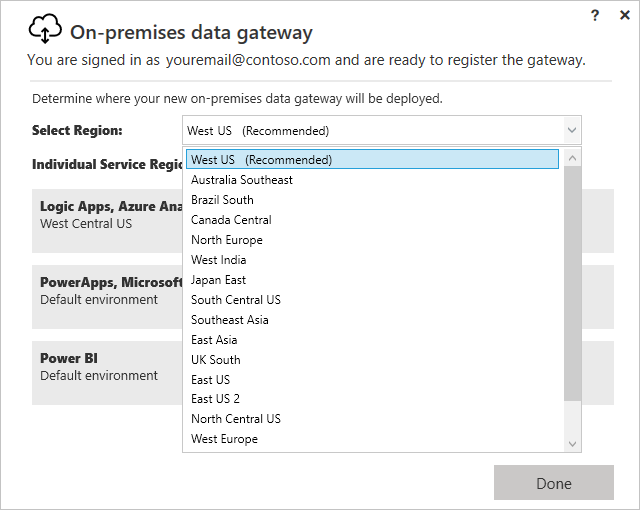 ? ×
On-premises data gateway
You are signed in as youremail@contoso.com and are ready to register the gateway.
Determine where your new on-premises data gateway will be deployed.
Select Region: West US (Recommended)
Individual Service
West US (Recommended)
Australia Southeast
Logic Apps, Azure
Brazil South
West Central US
Canada Central
North Europe
West India
PowerApps, Microsoft
Japan East
Default environment
South Central US
Southeast Asia
East Asia
Power BI
UK South
Default environment
East US
East US 2
North Central US
West Europe
Done